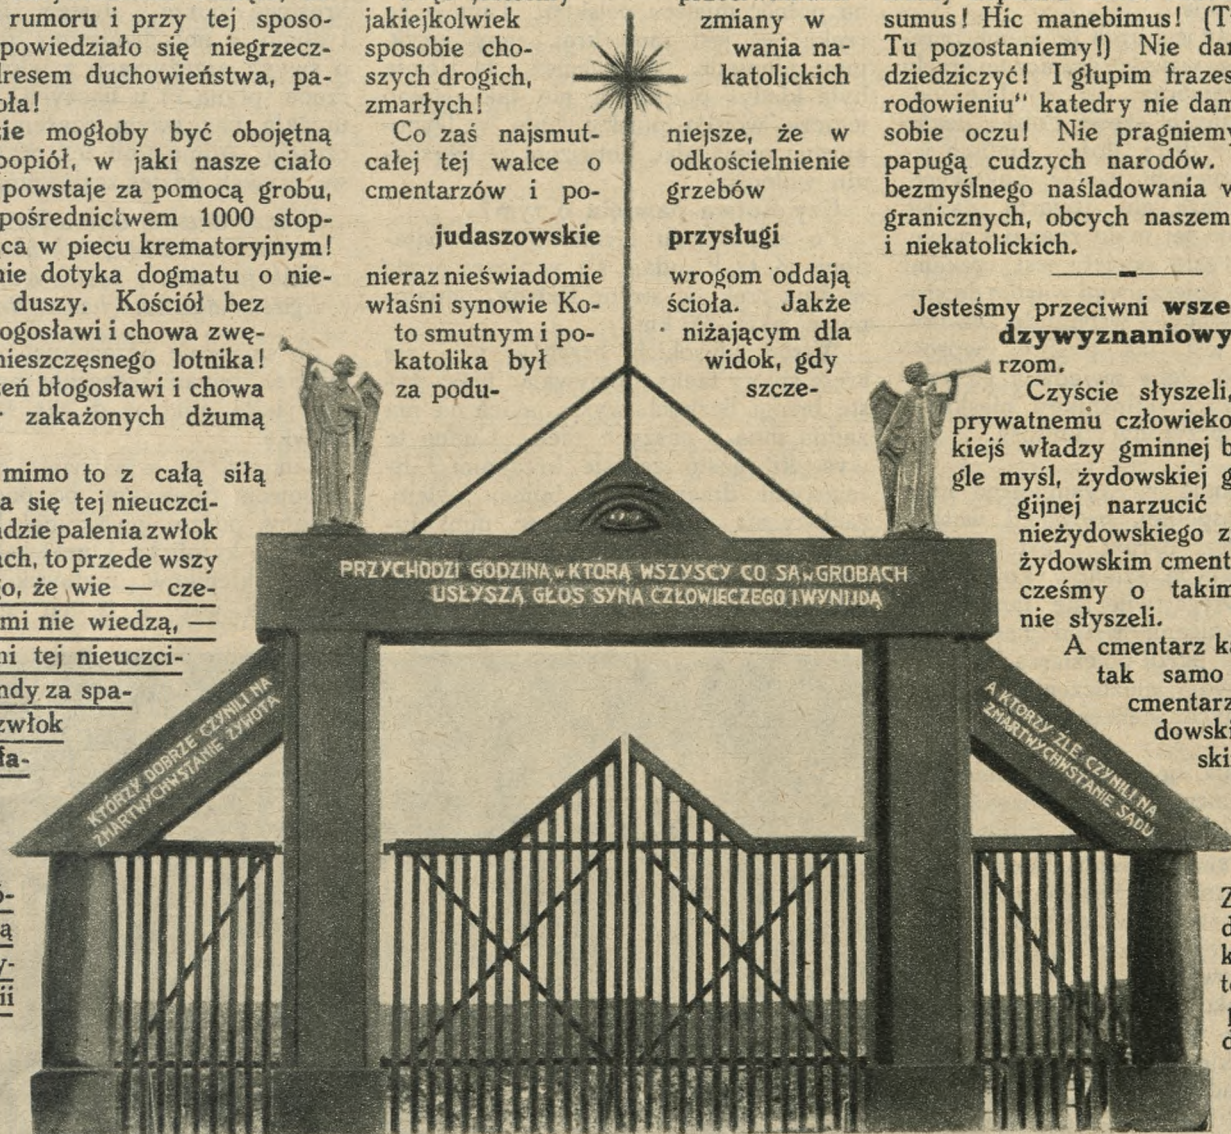 rumoru i przy tej sposo-
powiedziało się niegrzecz-
dresem duchowieństwa, pa-
oła!
zie mogłoby być obojętną
popiół, w jaki nasze ciało
powstaje za pomocą grobu,
pośrednictwem 1000 stop-
ca w piecu krematoryjnym!
nie dotyka dogmatu o nie-
duszy. Kościół bez
ogosławi i chowa zwę-
nieszczęsnego lotnika!
zeń błogosławi i chowa
zakażonych dżumą
mimo to z całą siłą
a się tej nieuczci-
adzie palenia zwłok
ach, to przede wszy
go, że wie — cze-
mi nie wiedzą, —
ni tej nieuczci-
ndy za spa-
zwłok
fa-
ó-
ą
y-
ii
jakiejkolwiek zmiany w
sposobie cho- wania na-
szych drogich, katolickich
zmarłych!
Co zaś najsmut- niejsze, że w
całej tej walce o odkościelnienie
cmentarzów i po- grzebów
judaszowskie przysługi
nieraz nieświadomie wrogom oddają
właśni synowie Ko- ścioła. Jakże
to smutnym i po- niżającym dla
katolika był widok, gdy
za podu- szcze-
PRZYCHODZI GODZINA, W KTÓRĄ WSZYSCY CO SĄ W GROBACH
USŁYSZĄ GŁOS SYNA CZŁOWIECZEGO I WYNIJDĄ
KTÓRZY DOBRZE CZYNILI NA
ZMARTWYCHWSTANIE ŻYWOTA
A KTÓRZY ŹLE CZYNILI NA
ZMARTWYCHWSTANIE SĄDU
sumus! Hic manebimus! (T
Tu pozostaniemy!) Nie dan
dziedziczyć! I głupim frazes
rodowieniu" katedry nie dam
sobie oczu! Nie pragniemy
papugą cudzych narodów.
bezmyślnego naśladowania w
granicznych, obcych naszem
i niekatolickich.
Jesteśmy przeciwni wsze
dzywyznaniowy
rzom.
Czyście słyszeli,
prywatnemu człowieko
kiejś władzy gminnej b
gle myśl, żydowskiej g
gijnej narzucić
nieżydowskiego z
żydowskim cment
cześmy o takim
nie słyszeli.
A cmentarz ka
tak samo
cmentarz
dowski
ski
Z
d
k
t
d